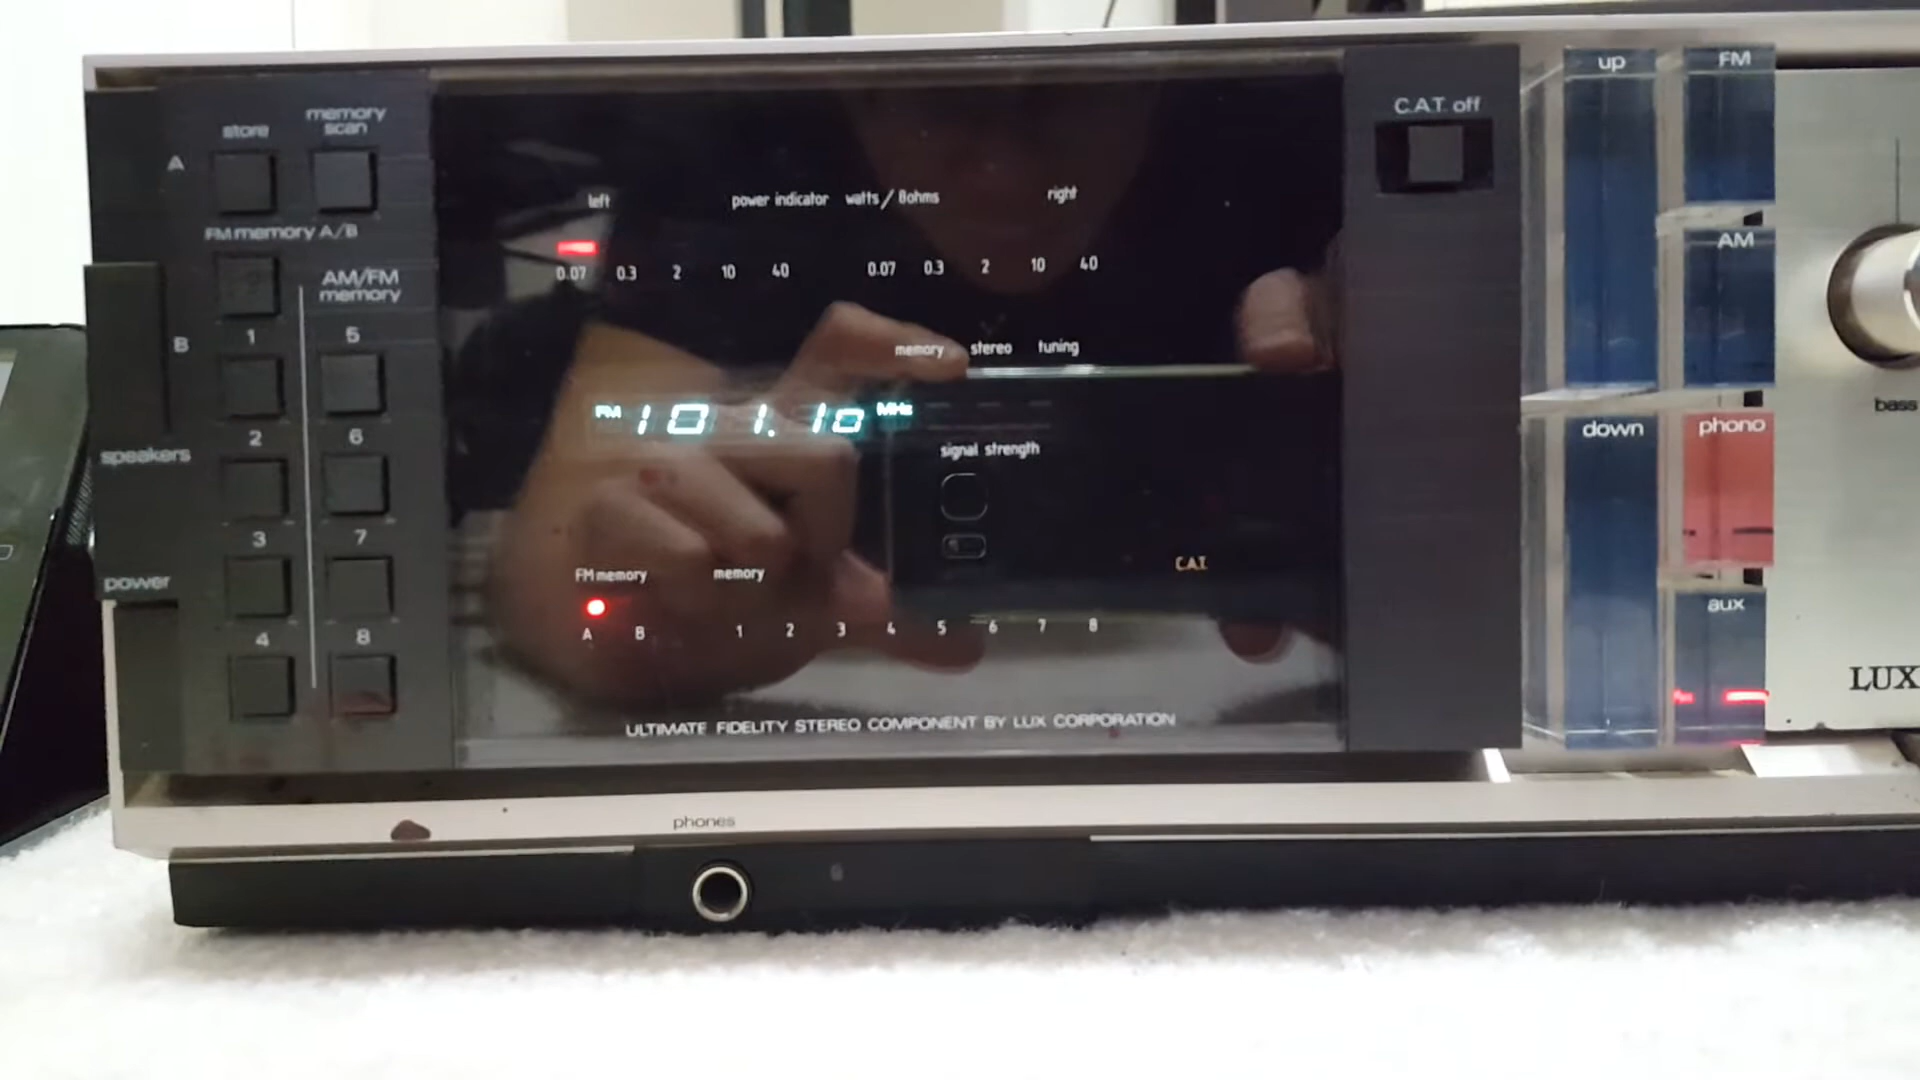 store
memory
scan
A
FM memory A/B
AM/FM
memory
B
1 5
2 6
3 7
4 8
speakers
power
left power indicator watts / 8ohms right
0.07 0.3 2 10 40 0.07 0.3 2 10 40
memory stereo tuning
FM 101.10 MHz
signal strength
C.A.T.
FM memory memory
A B 1 2 3 4 5 6 7 8
ULTIMATE FIDELITY STEREO COMPONENT BY LUX CORPORATION
C.A.T. off
up FM
AM
down phono
aux
bass
LUX
phones